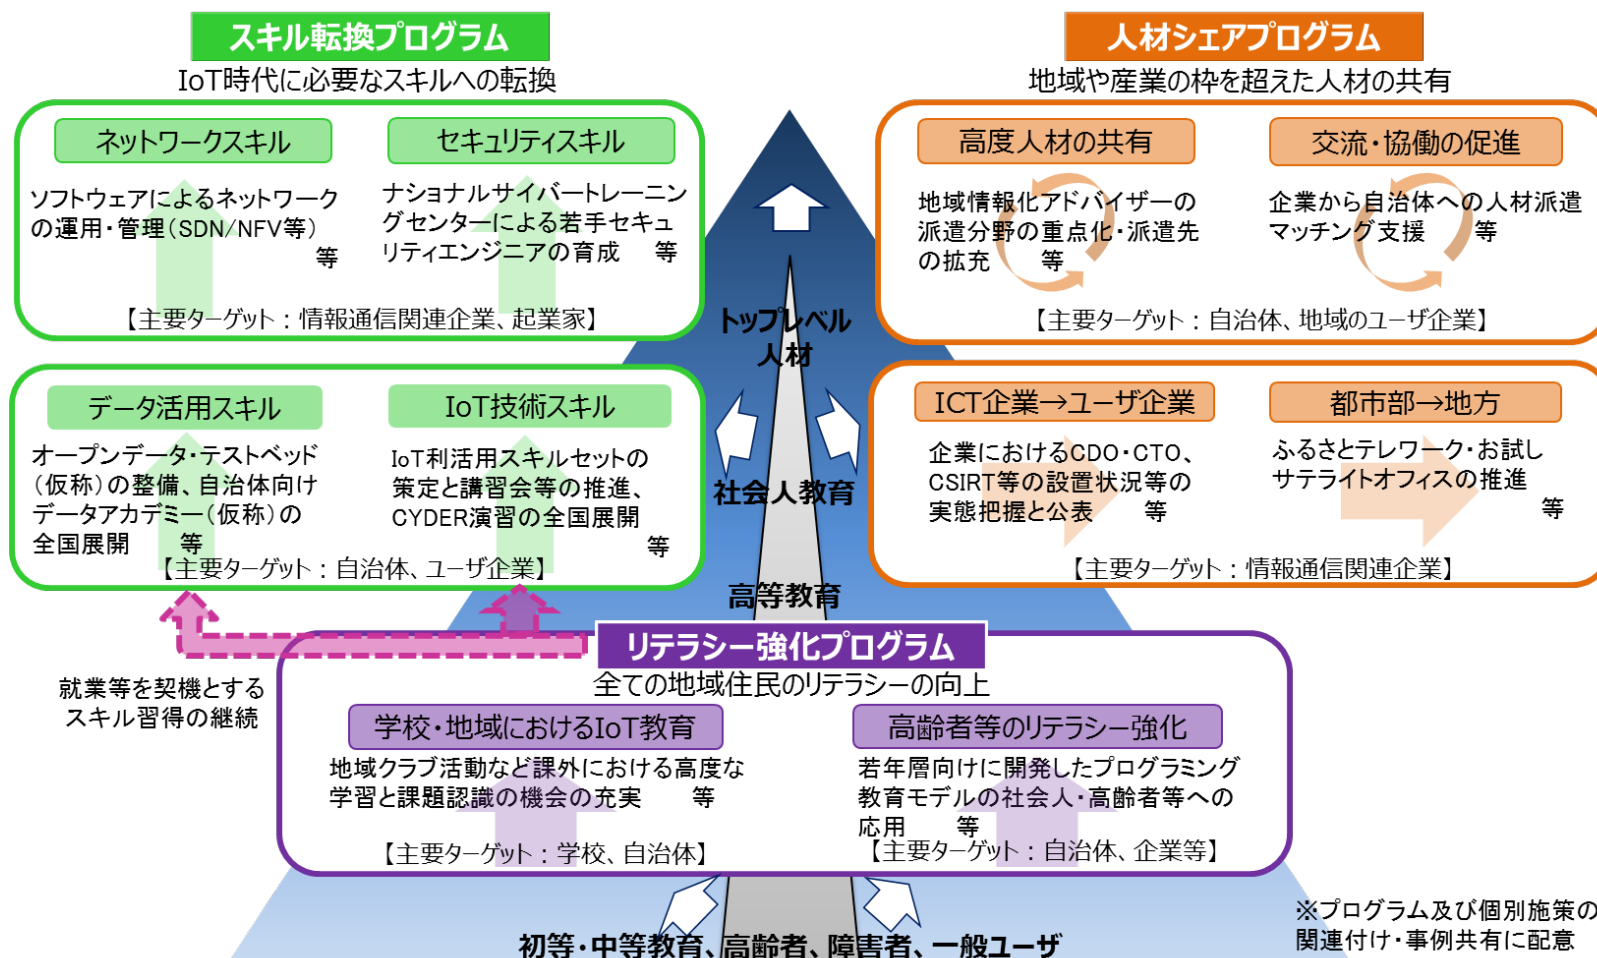 スキル転換プログラム
IoT時代に必要なスキルへの転換
ネットワークスキル
ソフトウェアによるネットワーク
の運用・管理(SDN/NFV等)
等
セキュリティスキル
ナショナルサイバートレーニン
グセンターによる若手セキュ
リティエンジニアの育成 等
【主要ターゲット:情報通信関連企業、起業家】
データ活用スキル
オープンデータ・テストベッド
(仮称)の整備、自治体向け
データアカデミー(仮称)の
全国展開 等
IoT技術スキル
IoT利活用スキルセットの
策定と講習会等の推進、
CYDER演習の全国展開
等
【主要ターゲット:自治体、ユーザ企業】
人材シェアプログラム
地域や産業の枠を超えた人材の共有
高度人材の共有
地域情報化アドバイザーの
派遣分野の重点化・派遣先
の拡充 等
交流・協働の促進
企業から自治体への人材派遣
マッチング支援 等
【主要ターゲット:自治体、地域のユーザ企業】
ICT企業→ユーザ企業
企業におけるCDO・CTO、
CSIRT等の設置状況等の
実態把握と公表 等
都市部→地方
ふるさとテレワーク・お試し
サテライトオフィスの推進
等
【主要ターゲット:情報通信関連企業】
トップレベル
人材
社会人教育
高等教育
リテラシー強化プログラム
全ての地域住民のリテラシーの向上
就業等を契機とする
スキル習得の継続
学校・地域におけるIoT教育
地域クラブ活動など課外における高度な
学習と課題認識の機会の充実 等
【主要ターゲット:学校、自治体】
高齢者等のリテラシー強化
若年層向けに開発したプログラミング
教育モデルの社会人・高齢者等への
応用 等
【主要ターゲット:自治体、企業等】
初等・中等教育、高齢者、障害者、一般ユーザ
※プログラム及び個別施策の
関連付け・事例共有に配意